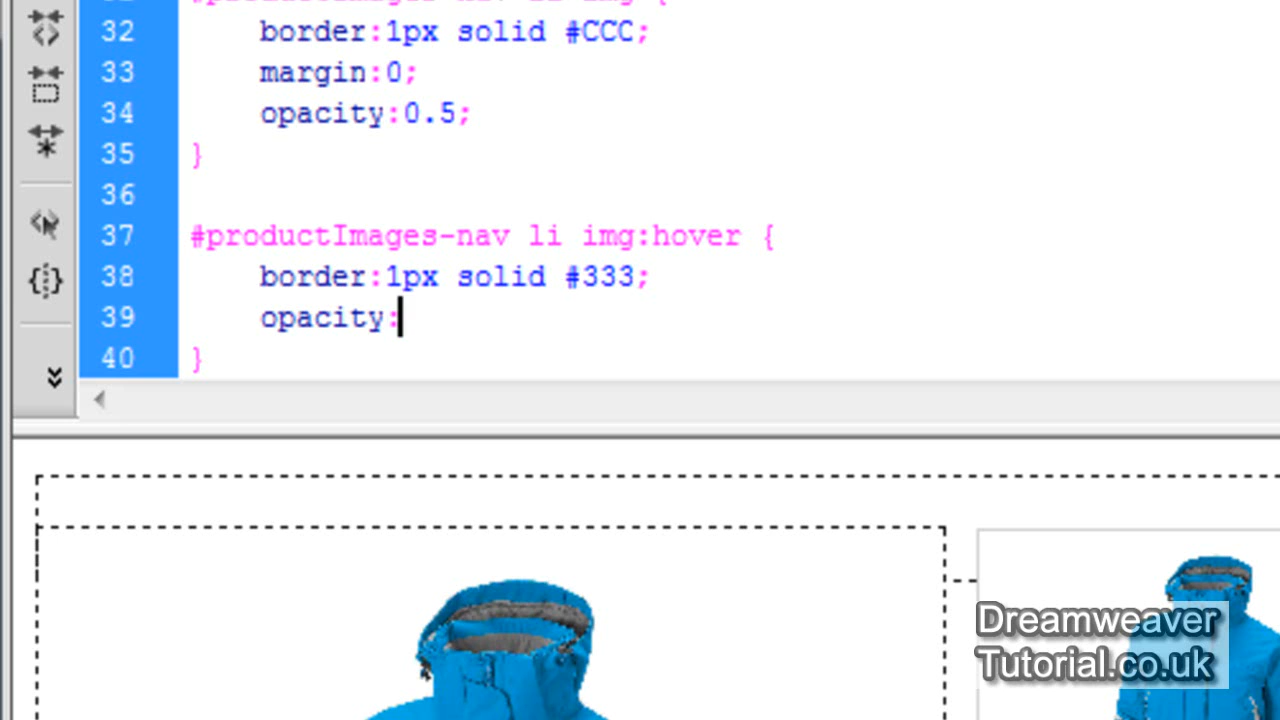 32 border:1px solid #CCC;
33 margin:0;
34 opacity:0.5;
35 }
36
37 #productImages-nav li img:hover {
38 border:1px solid #333;
39 opacity:
40 }
Dreamweaver
Tutorial.co.uk